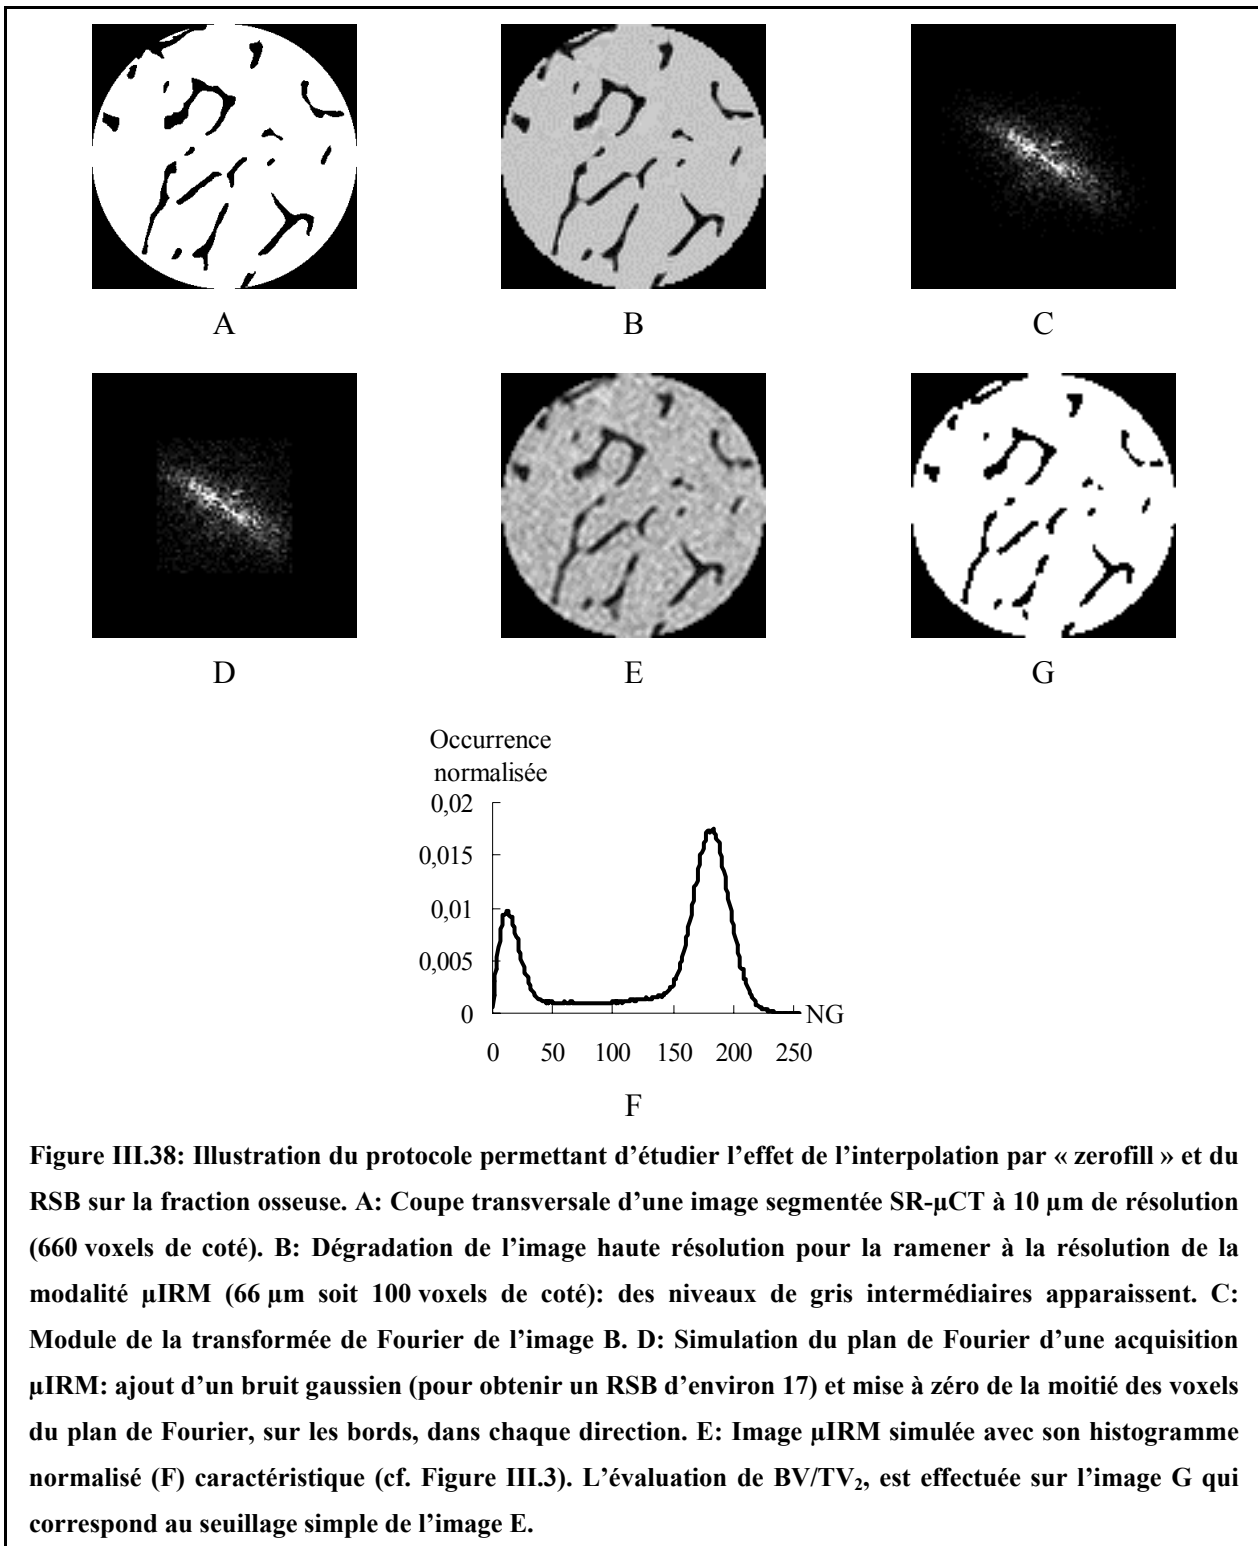 A
B
C
D
E
G
Occurrence
normalisée
0,02
0,015
0,01
0,005
0
NG
0 50 100 150 200 250
F
Figure III.38: Illustration du protocole permettant d'étudier l'effet de l'interpolation par « zerofill » et du
RSB sur la fraction osseuse. A: Coupe transversale d'une image segmentée SR-µCT à 10 µm de résolution
(660 voxels de coté). B: Dégradation de l'image haute résolution pour la ramener à la résolution de la
modalité µIRM (66 µm soit 100 voxels de coté): des niveaux de gris intermédiaires apparaissent. C:
Module de la transformée de Fourier de l'image B. D: Simulation du plan de Fourier d'une acquisition
µIRM: ajout d'un bruit gaussien (pour obtenir un RSB d'environ 17) et mise à zéro de la moitié des voxels
du plan de Fourier, sur les bords, dans chaque direction. E: Image µIRM simulée avec son histogramme
normalisé (F) caractéristique (cf. Figure III.3). L'évaluation de BV/TV₂, est effectuée sur l'image G qui
correspond au seuillage simple de l'image E.